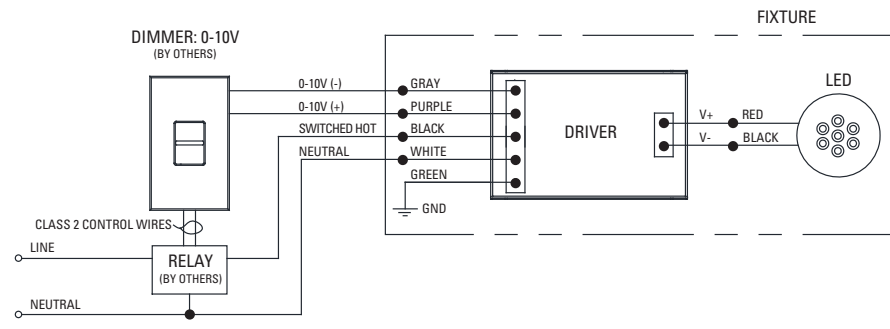 FIXTURE
DIMMER: 0-10V
(BY OTHERS)
LED
0-10V (-)
GRAY
0-10V (+)
PURPLE
SWITCHED HOT
BLACK
NEUTRAL
WHITE
GREEN
GND
DRIVER
V+
RED
V-
BLACK
CLASS 2 CONTROL WIRES
LINE
RELAY
(BY OTHERS)
NEUTRAL